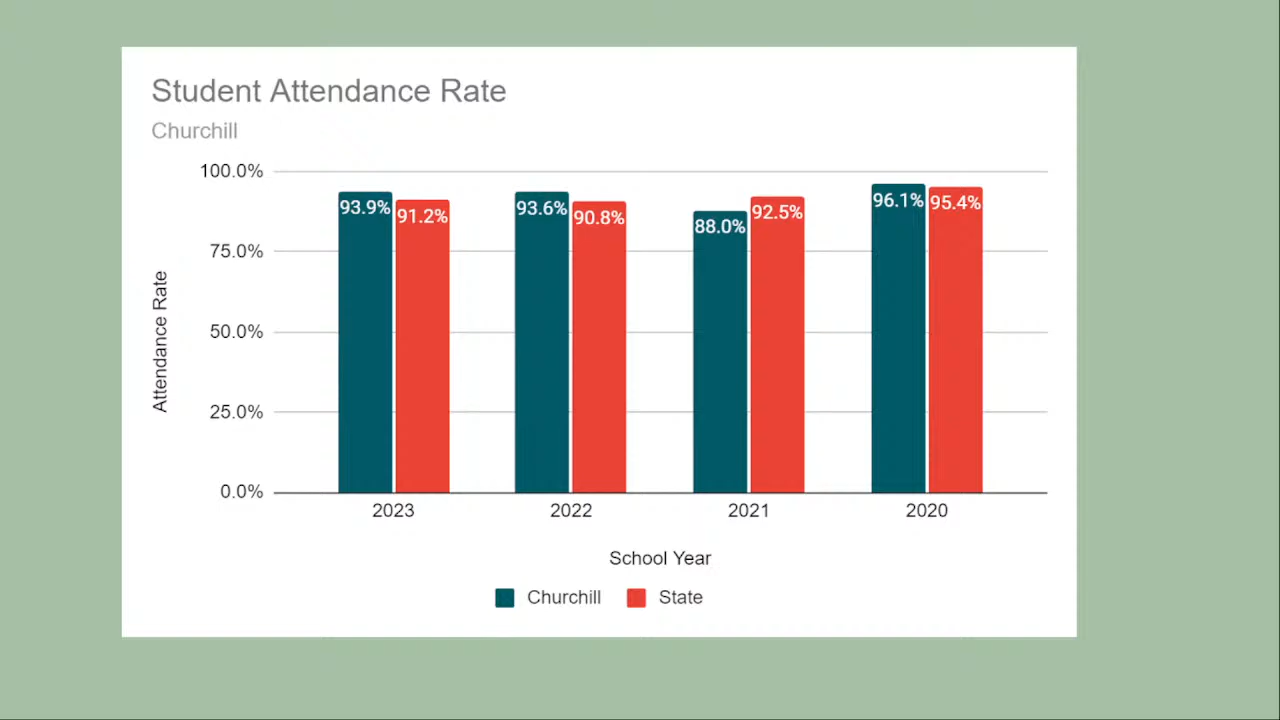 Student Attendance Rate
Churchill
100.0%
75.0%
50.0%
25.0%
0.0%
Attendance Rate
93.9%
91.2%
93.6%
90.8%
88.0%
92.5%
96.1%
95.4%
2023
2022
2021
2020
School Year
Churchill
State